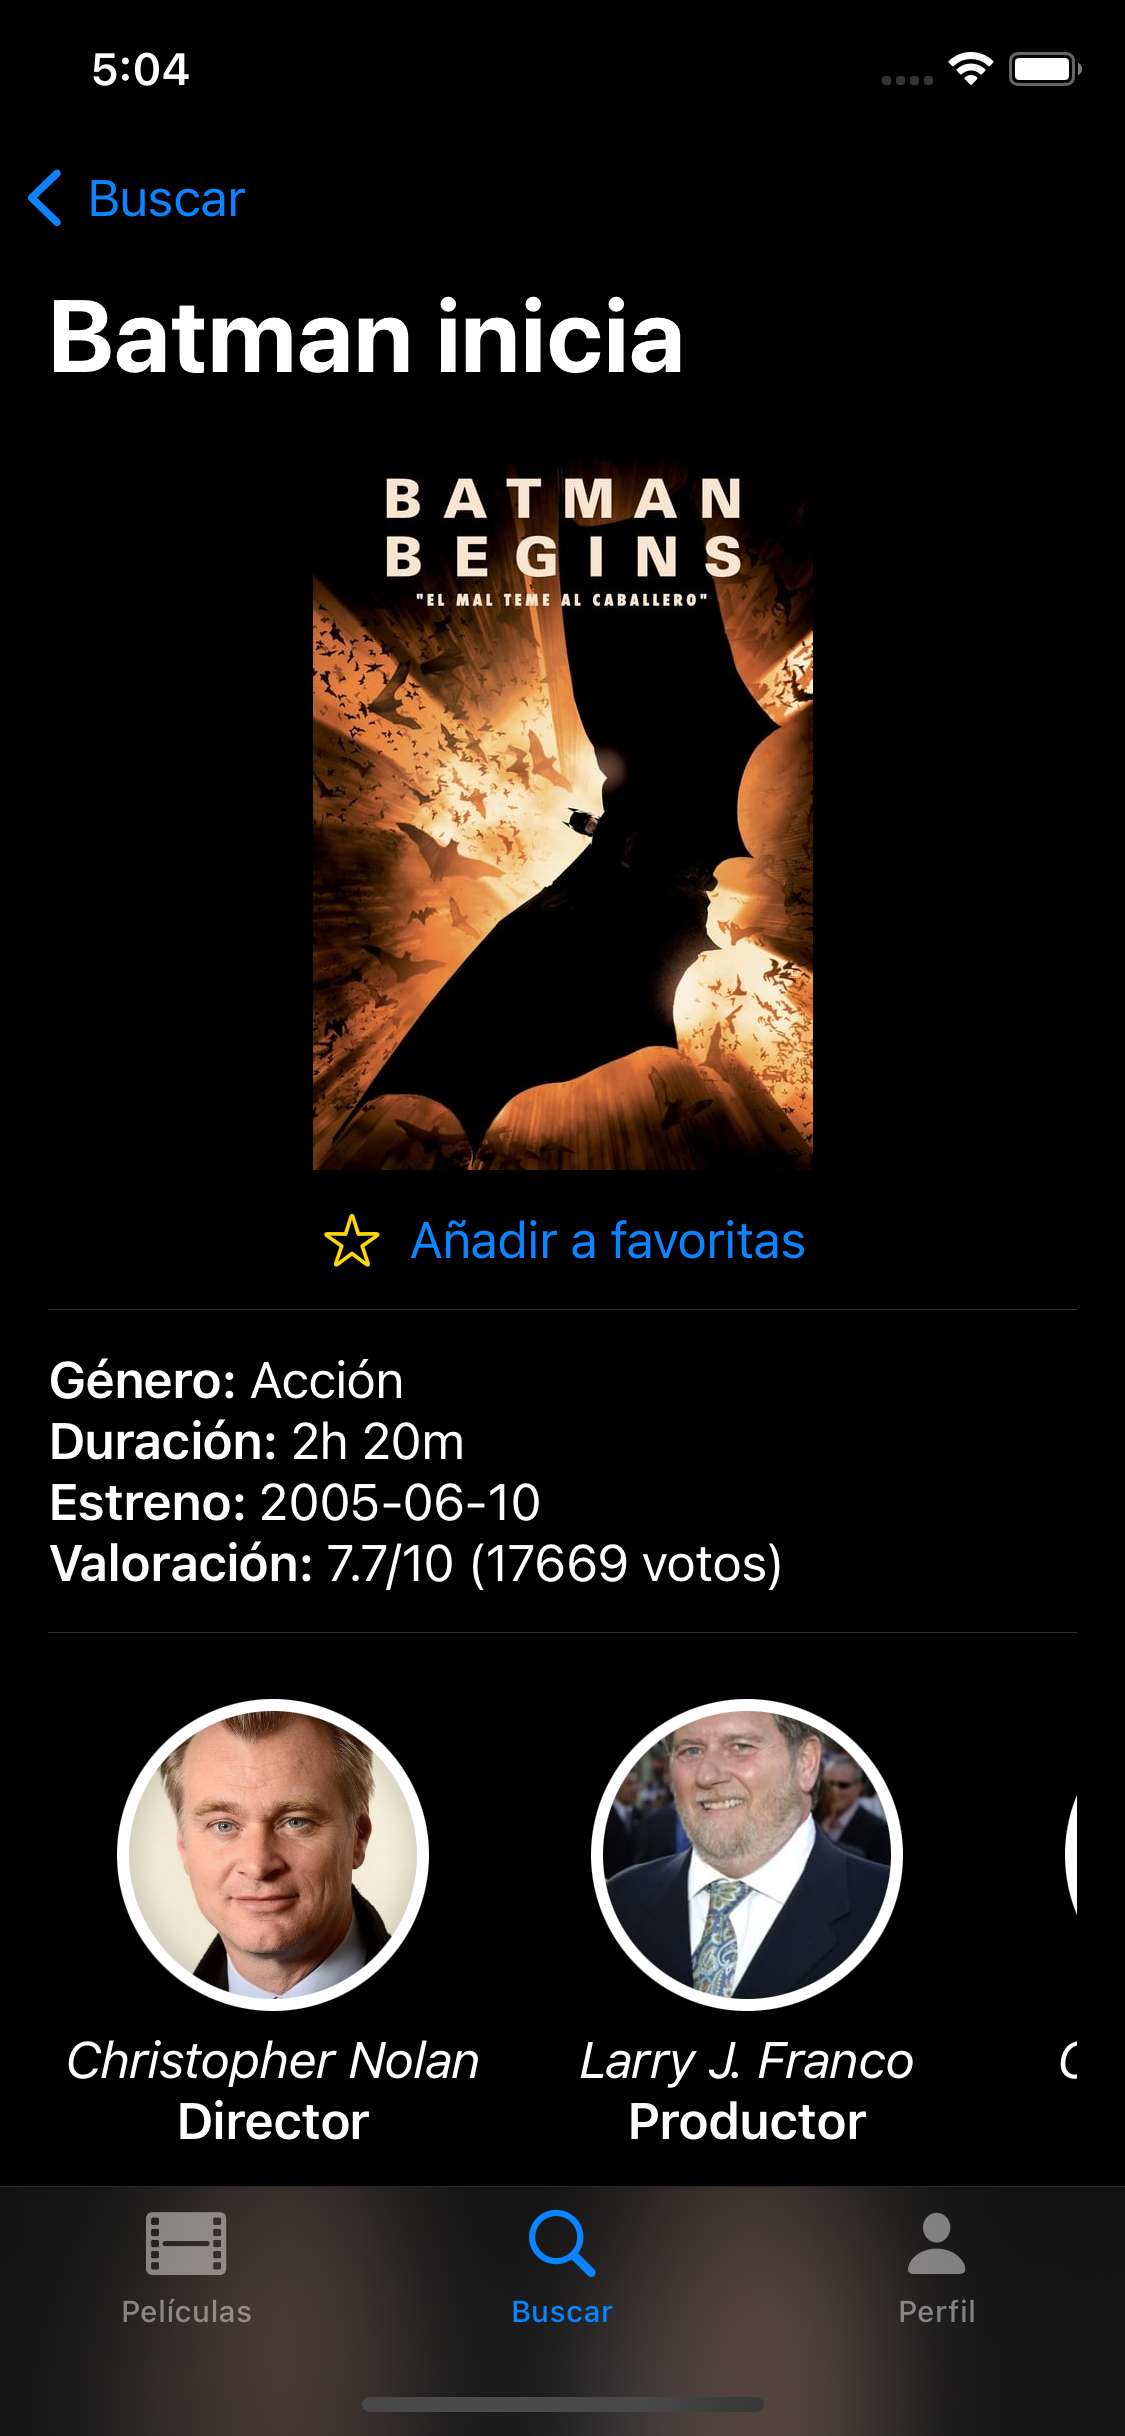 5:04
Buscar
Batman inicia
BATMAN
BEGINS
"EL MAL TEME AL CABALLERO"
Añadir a favoritas
Género: Acción
Duración: 2h 20m
Estreno: 2005-06-10
Valoración: 7.7/10 (17669 votos)
Christopher Nolan
Director
Larry J. Franco
Productor
Películas
Buscar
Perfil